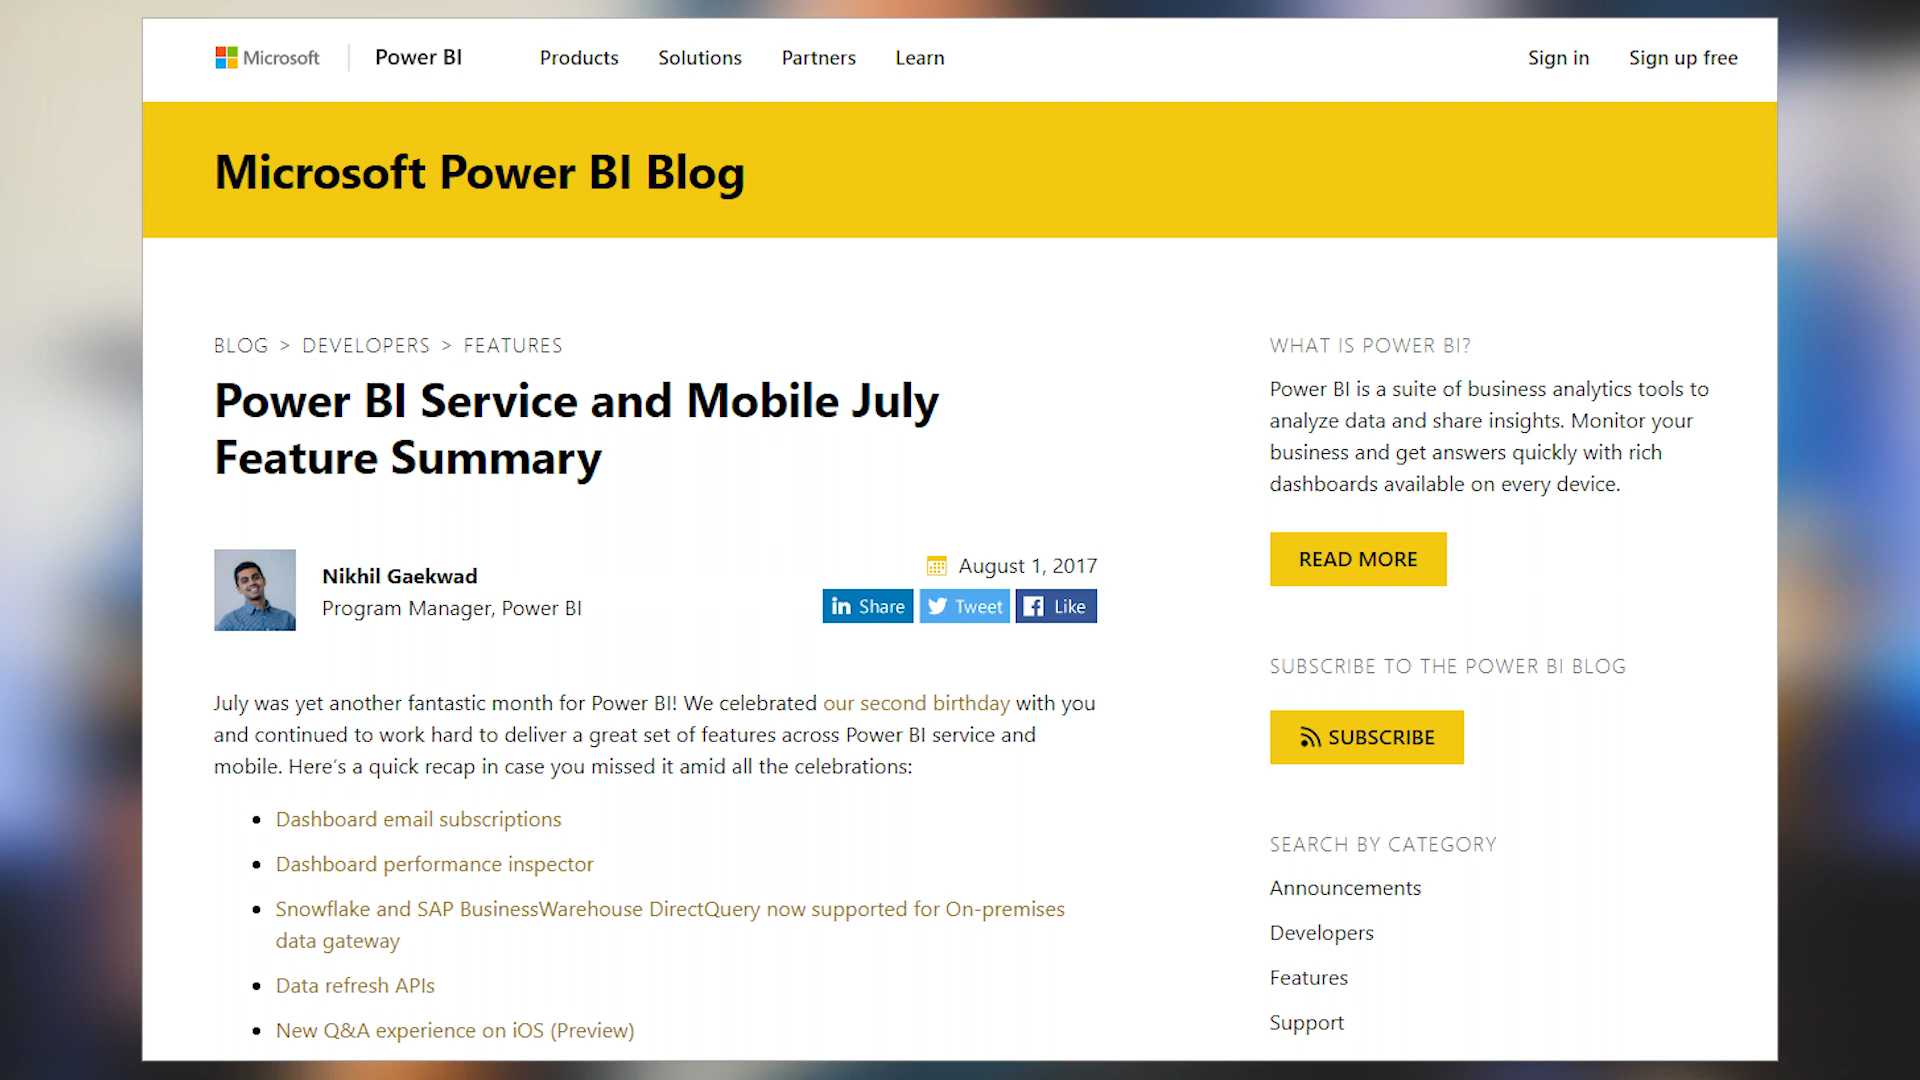 Microsoft Power BI Products Solutions Partners Learn Sign in Sign up free
Microsoft Power BI Blog
BLOG > DEVELOPERS > FEATURES
Power BI Service and Mobile July
Feature Summary
Nikhil Gaekwad
Program Manager, Power BI
August 1, 2017
in Share Tweet Like
July was yet another fantastic month for Power BI! We celebrated our second birthday with you
and continued to work hard to deliver a great set of features across Power BI service and
mobile. Here's a quick recap in case you missed it amid all the celebrations:
Dashboard email subscriptions
Dashboard performance inspector
Snowflake and SAP BusinessWarehouse DirectQuery now supported for On-premises
data gateway
Data refresh APIs
New Q&A experience on iOS (Preview)
WHAT IS POWER BI?
Power BI is a suite of business analytics tools to
analyze data and share insights. Monitor your
business and get answers quickly with rich
dashboards available on every device.
READ MORE
SUBSCRIBE TO THE POWER BI BLOG
SUBSCRIBE
SEARCH BY CATEGORY
Announcements
Developers
Features
Support